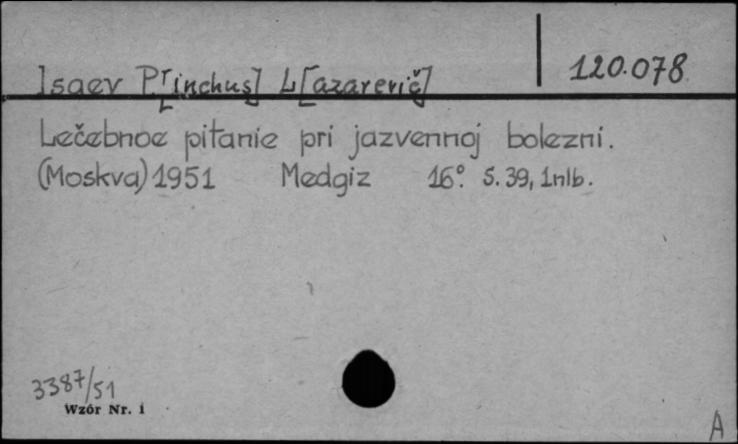 Isaev P[inchus] L[azarevič]
120.078
Lečebnoe pitanie pri jazvennoj bolezni.
(Moskva) 1951 Medgiz 16°. S. 39, 1nlb.
3387/51
Wzór Nr. 1
A